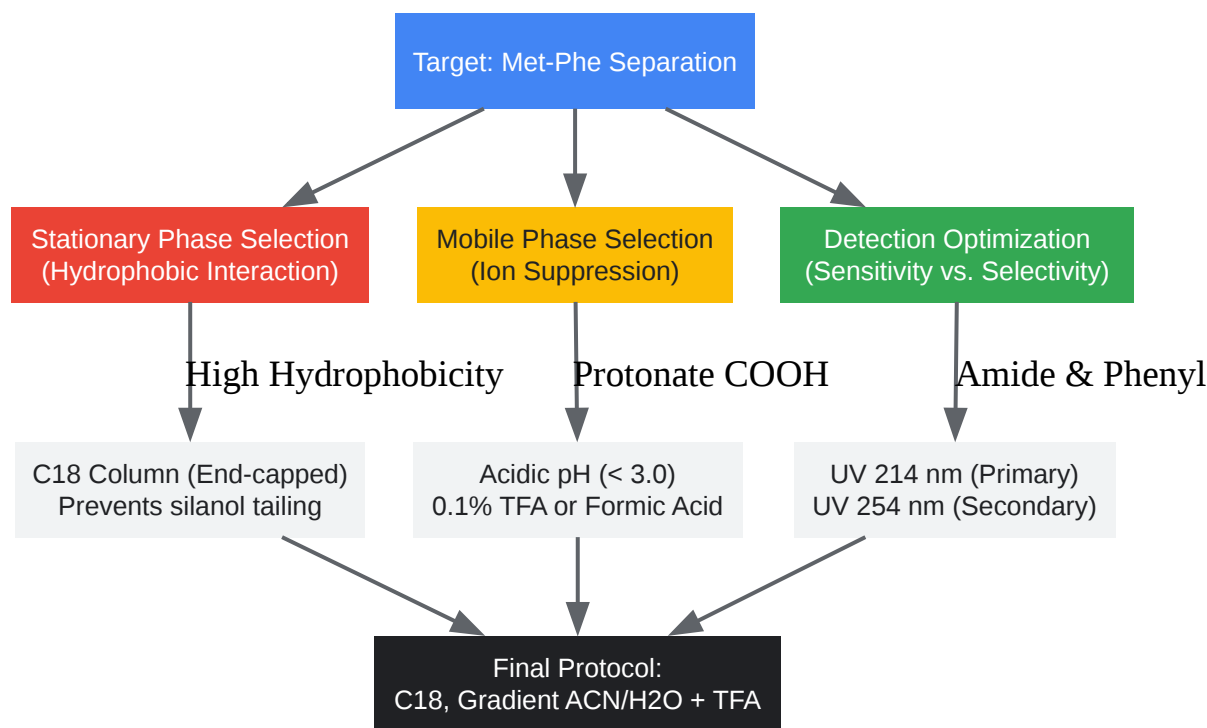 Target: Met-Phe Separation
Stationary Phase Selection
(Hydrophobic Interaction)
Mobile Phase Selection
(Ion Suppression)
Detection Optimization
(Sensitivity vs. Selectivity)
High Hydrophobicity
Protonate COOH
Amide & Phenyl
C18 Column (End-capped)
Prevents silanol tailing
Acidic pH (< 3.0)
0.1% TFA or Formic Acid
UV 214 nm (Primary)
UV 254 nm (Secondary)
Final Protocol:
C18, Gradient ACN/H2O + TFA